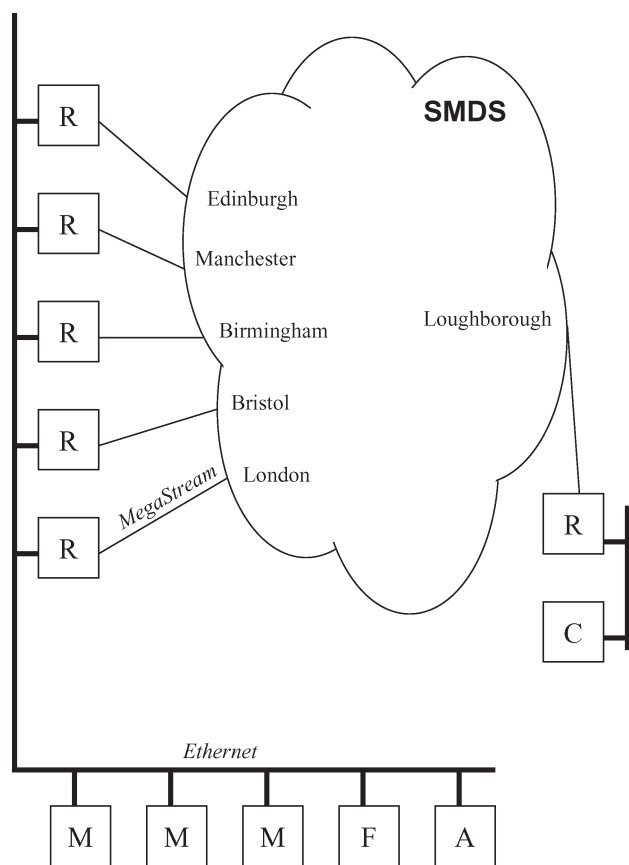 SMDS
R
Edinburgh
R
Manchester
R
Birmingham
Loughborough
R
Bristol
London
MegaStream
R
R
C
Ethernet
M M M F A